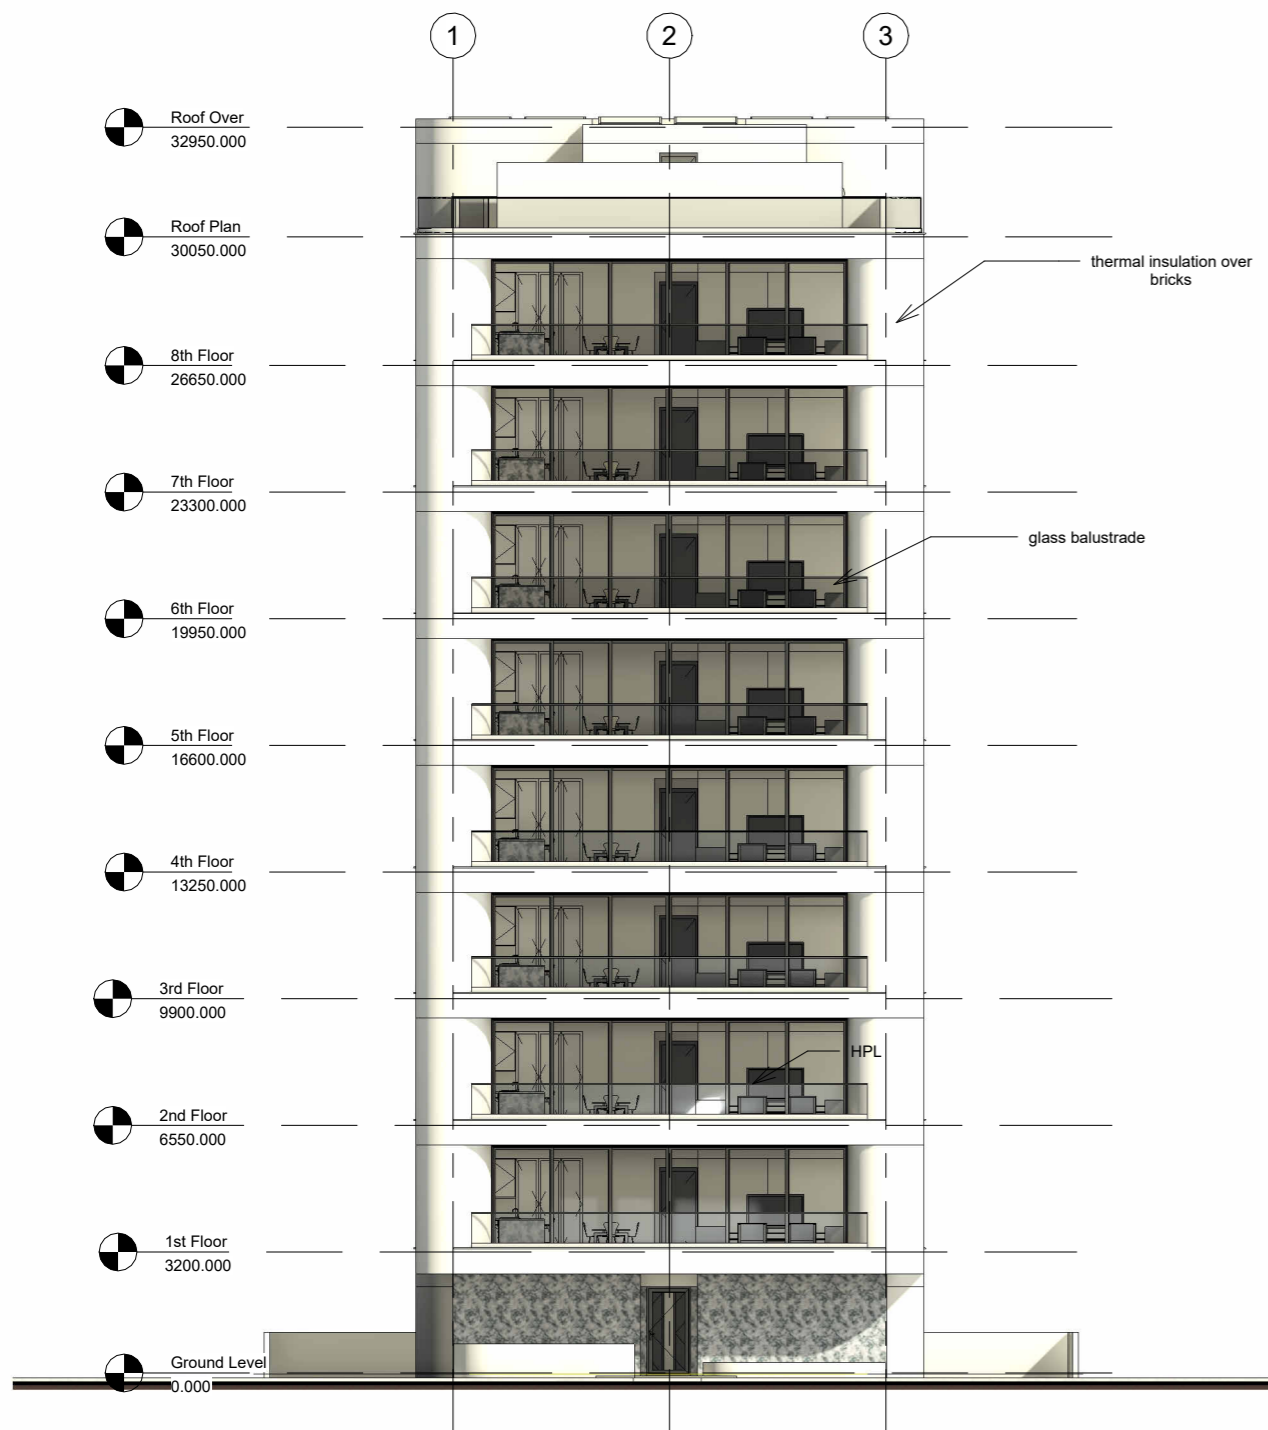 1
2
3
Roof Over
32950.000
Roof Plan
30050.000
thermal insulation over
bricks
8th Floor
26650.000
7th Floor
23300.000
glass balustrade
6th Floor
19950.000
5th Floor
16600.000
4th Floor
13250.000
3rd Floor
9900.000
HPL
2nd Floor
6550.000
1st Floor
3200.000
Ground Level
0.000